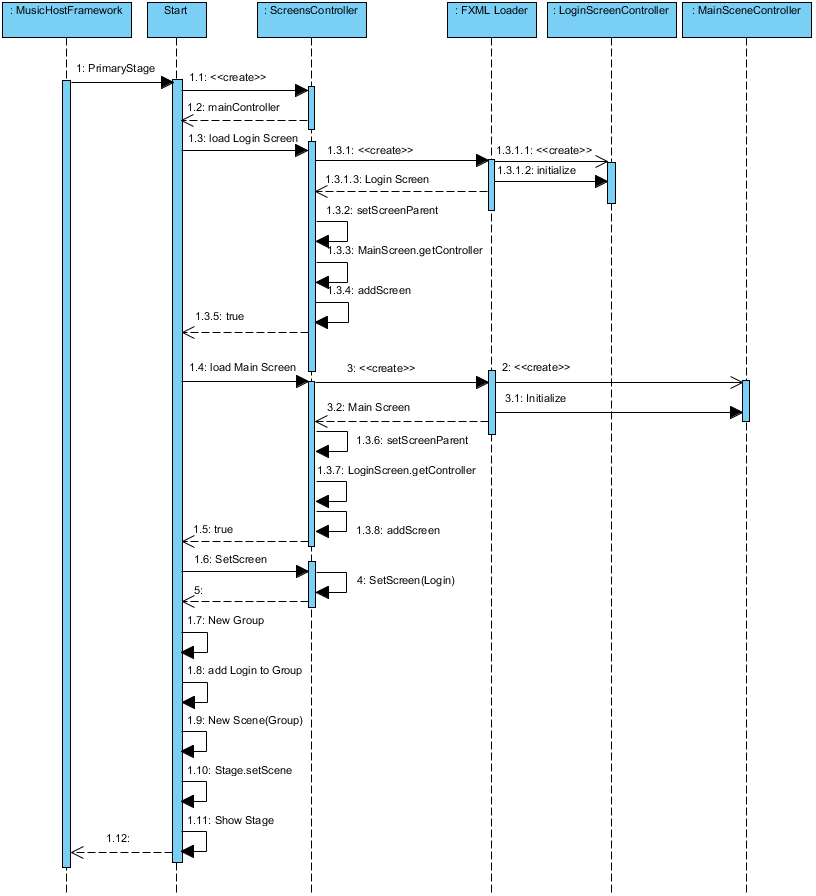 : MusicHostFramework
Start
: ScreensController
: FXML Loader
: LoginScreenController
: MainSceneController
1: PrimaryStage
1.1: <<create>>
1.2: mainController
1.3: load Login Screen
1.3.1: <<create>>
1.3.1.1: <<create>>
1.3.1.2: initialize
1.3.1.3: Login Screen
1.3.2: setScreenParent
1.3.3: MainScreen.getController
1.3.4: addScreen
1.3.5: true
1.4: load Main Screen
3: <<create>>
2: <<create>>
3.1: Initialize
3.2: Main Screen
1.3.6: setScreenParent
1.3.7: LoginScreen.getController
1.5: true
1.3.8: addScreen
1.6: SetScreen
4: SetScreen(Login)
5:
1.7: New Group
1.8: add Login to Group
1.9: New Scene(Group)
1.10: Stage.setScene
1.11: Show Stage
1.12: